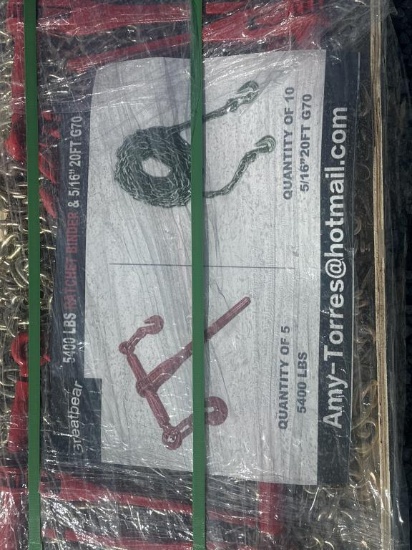 Greatbear
5400 LBS RATCHET BINDER & 5/16" 20FT G70
QUANTITY OF 5
5400 LBS
QUANTITY OF 10
5/16"20FT G70
Amy-Torres@hotmail.com